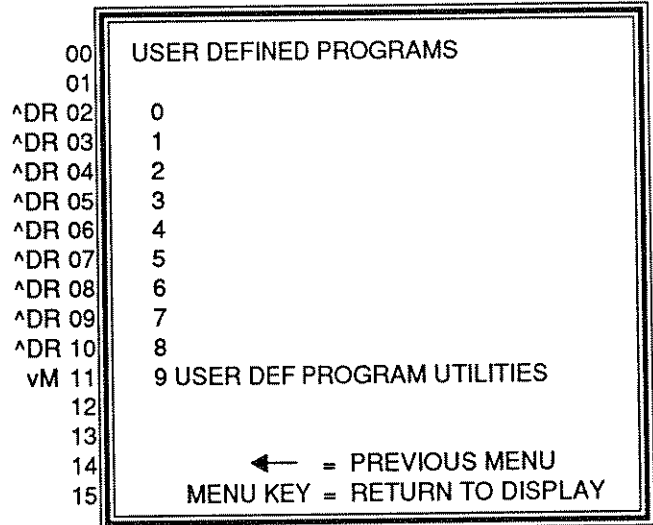 00 USER DEFINED PROGRAMS
01
^DR 02 0
^DR 03 1
^DR 04 2
^DR 05 3
^DR 06 4
^DR 07 5
^DR 08 6
^DR 09 7
^DR 10 8
vM 11 9 USER DEF PROGRAM UTILITIES
12
13
14 ← = PREVIOUS MENU
15 MENU KEY = RETURN TO DISPLAY